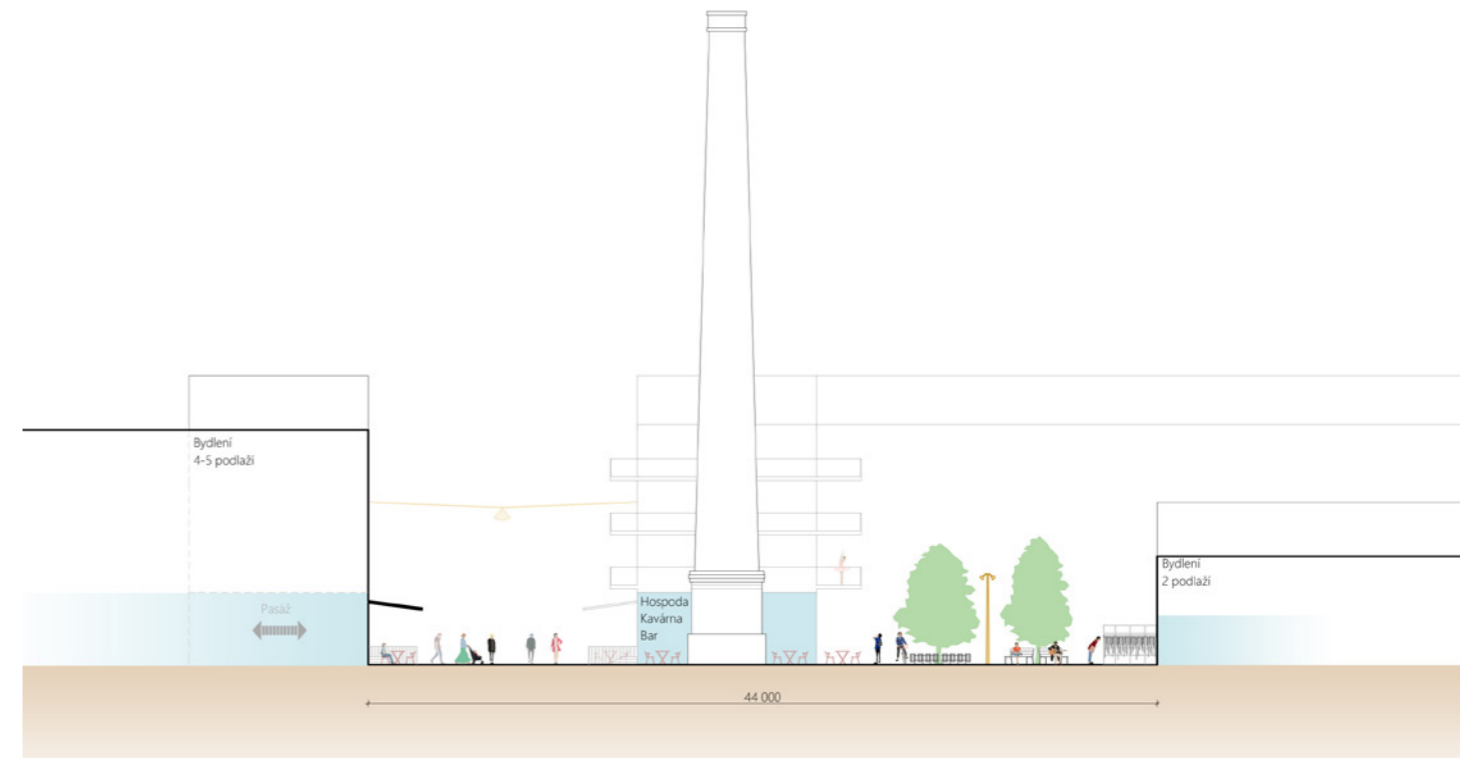 Bydlení
4-5 podlaží
Pasáž
Hospoda
Kavárna
Bar
Bydlení
2 podlaží
44 000